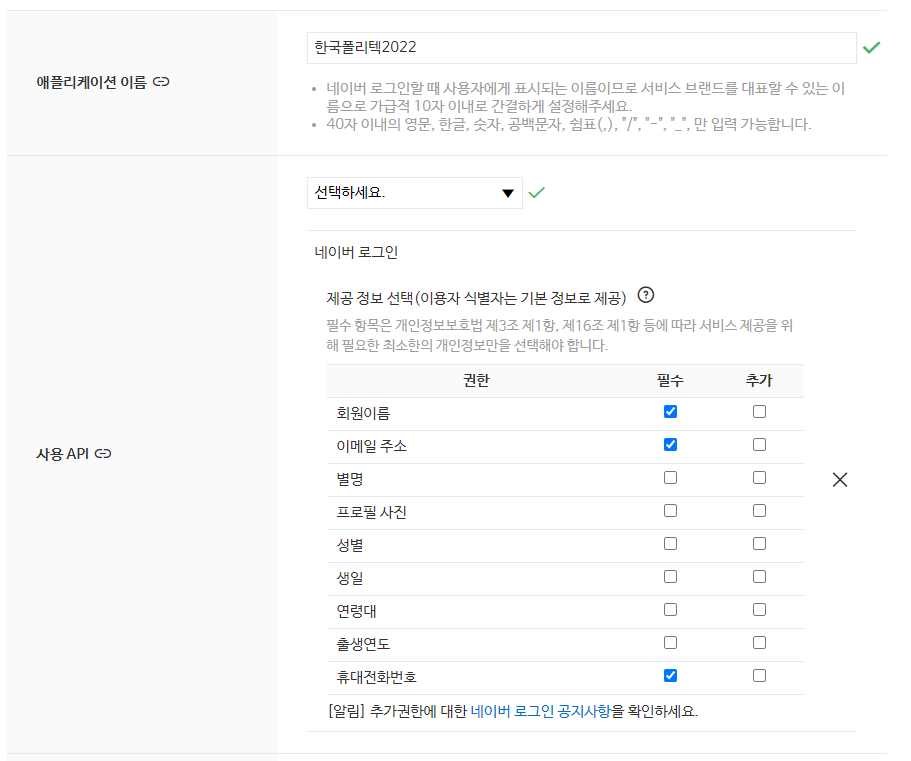 애플리케이션 이름
한국폴리텍2022
네이버 로그인할 때 사용자에게 표시되는 이름이므로 서비스 브랜드를 대표할 수 있는 이
름으로 가급적 10자 이내로 간결하게 설정해주세요.
40자 이내의 영문, 한글, 숫자, 공백문자, 쉼표(,), "/", "-", "_", 만 입력 가능합니다.
사용 API
선택하세요.
네이버 로그인
제공 정보 선택(이용자 식별자는 기본 정보로 제공) ?
필수 항목은 개인정보보호법 제3조 제1항, 제16조 제1항 등에 따라 서비스 제공을 위
해 필요한 최소한의 개인정보만을 선택해야 합니다.
권한 필수 추가
회원이름
이메일 주소
별명
프로필 사진
성별
생일
연령대
출생연도
휴대전화번호
[알림] 추가권한에 대한 네이버 로그인 공지사항을 확인하세요.